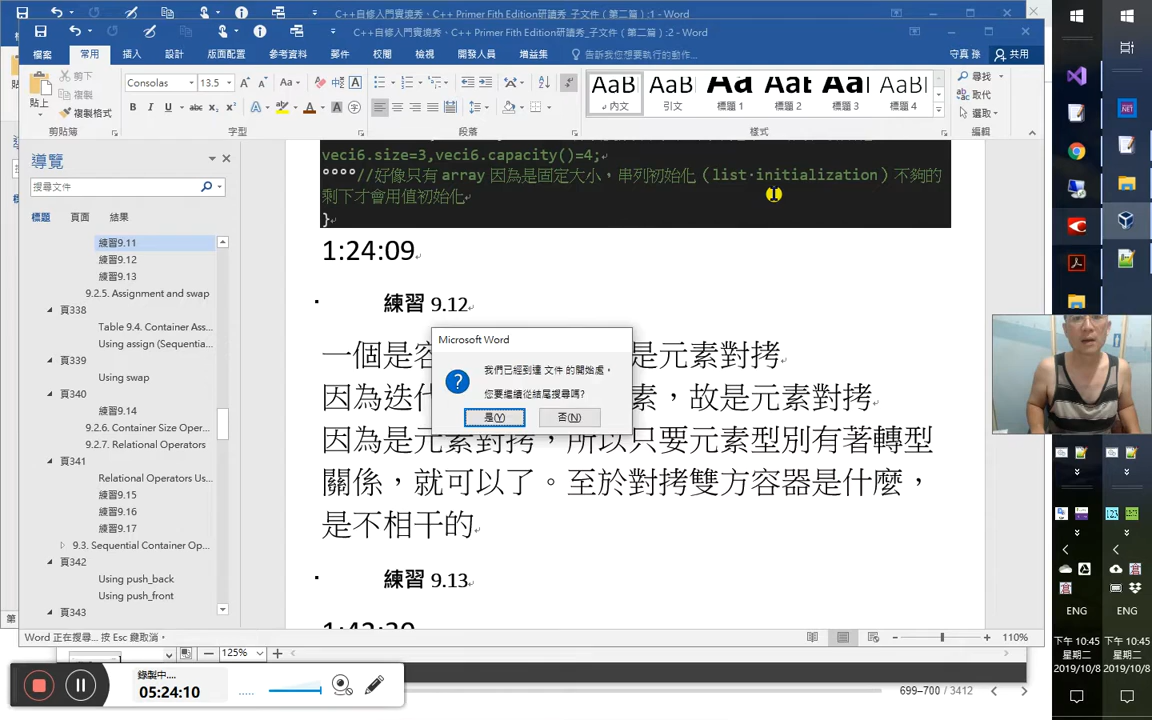 C++自修入門實境秀、C++ Primer Fith Edition研讀秀 子文件（第二篇）:1 - Word
C++自修入門實境秀、C++ Primer Fith Edition研讀秀_子文件（第二篇）:2 - Word
檔案 常用 插入 設計 版面配置 參考資料 郵件 校閱 檢視 開發人員 增益集 告訴我您想要執行的動作... 守真 孫 共用
貼上
剪下
複製
複製格式
剪貼簿
Consolas 13.5
字型
段落
AaB AaB AaB Aat AaI AaBI
內文 引文 標題 1 標題 2 標題 3 標題 4
樣式
尋找
取代
選取
編輯
導覽
搜尋文件
標題 頁面 結果
練習9.11
練習9.12
練習9.13
9.2.5. Assignment and swap
頁338
Table 9.4. Container Ass...
Using assign (Sequentia...
頁339
Using swap
練習9.14
9.2.6. Container Size Oper...
9.2.7. Relational Operators
頁341
Relational Operators Us...
練習9.15
練習9.16
練習9.17
9.3. Sequential Container Op...
頁342
Using push_back
Using push_front
頁343
veci6.size=3,veci6.capacity()=4;
//好像只有 array 因為是固定大小，串列初始化（list·initialization）不夠的
剩下才會用值初始化
}
1:24:09
練習 9.12
一個是容
是元素對拷
因為迭代
素，故是元素對拷
因為是元素對拷，所以只要元素型別有著轉型
關係，就可以了。至於對拷雙方容器是什麼，
是不相干的
練習 9.13
1:42:30
Microsoft Word
我們已經到達 文件 的開始處，
您要繼續從結尾搜尋嗎?
是(Y) 否(N)
Word 正在搜尋... 按 Esc 鍵取消。
110%
125%
699–700 / 3412
錄製中....
05:24:10
ENG
ENG
下午 10:45
星期二
2019/10/8
下午 10:45
星期二
2019/10/8